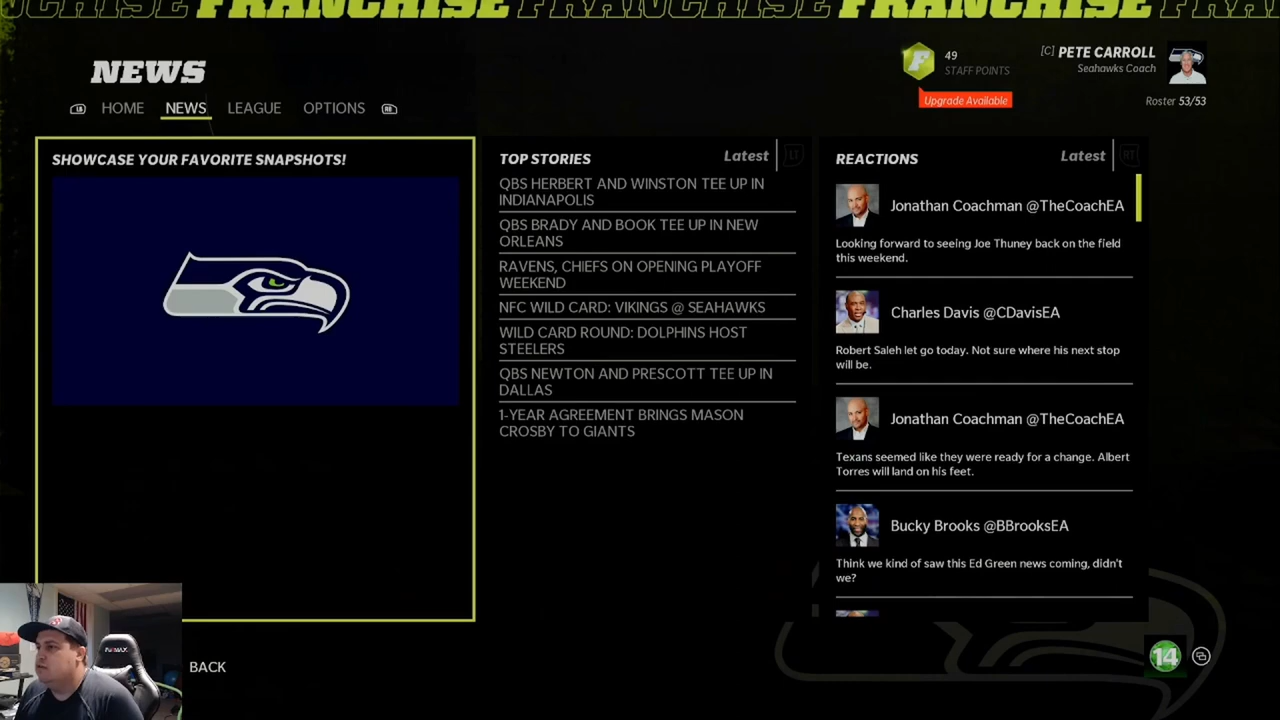 FRANCHISE FRANCHISE FRANCHISE
NEWS
49
STAFF POINTS
Upgrade Available
[C] PETE CARROLL
Seahawks Coach
Roster 53/53
LB HOME NEWS LEAGUE OPTIONS RB
SHOWCASE YOUR FAVORITE SNAPSHOTS!
TOP STORIES
Latest LT
QBS HERBERT AND WINSTON TEE UP IN
INDIANAPOLIS
QBS BRADY AND BOOK TEE UP IN NEW
ORLEANS
RAVENS, CHIEFS ON OPENING PLAYOFF
WEEKEND
NFC WILD CARD: VIKINGS @ SEAHAWKS
WILD CARD ROUND: DOLPHINS HOST
STEELERS
QBS NEWTON AND PRESCOTT TEE UP IN
DALLAS
1-YEAR AGREEMENT BRINGS MASON
CROSBY TO GIANTS
REACTIONS
Latest RT
Jonathan Coachman @TheCoachEA
Looking forward to seeing Joe Thuney back on the field
this weekend.
Charles Davis @CDavisEA
Robert Saleh let go today. Not sure where his next stop
will be.
Jonathan Coachman @TheCoachEA
Texans seemed like they were ready for a change. Albert
Torres will land on his feet.
Bucky Brooks @BBrooksEA
Think we kind of saw this Ed Green news coming, didn't
we?
BACK
14